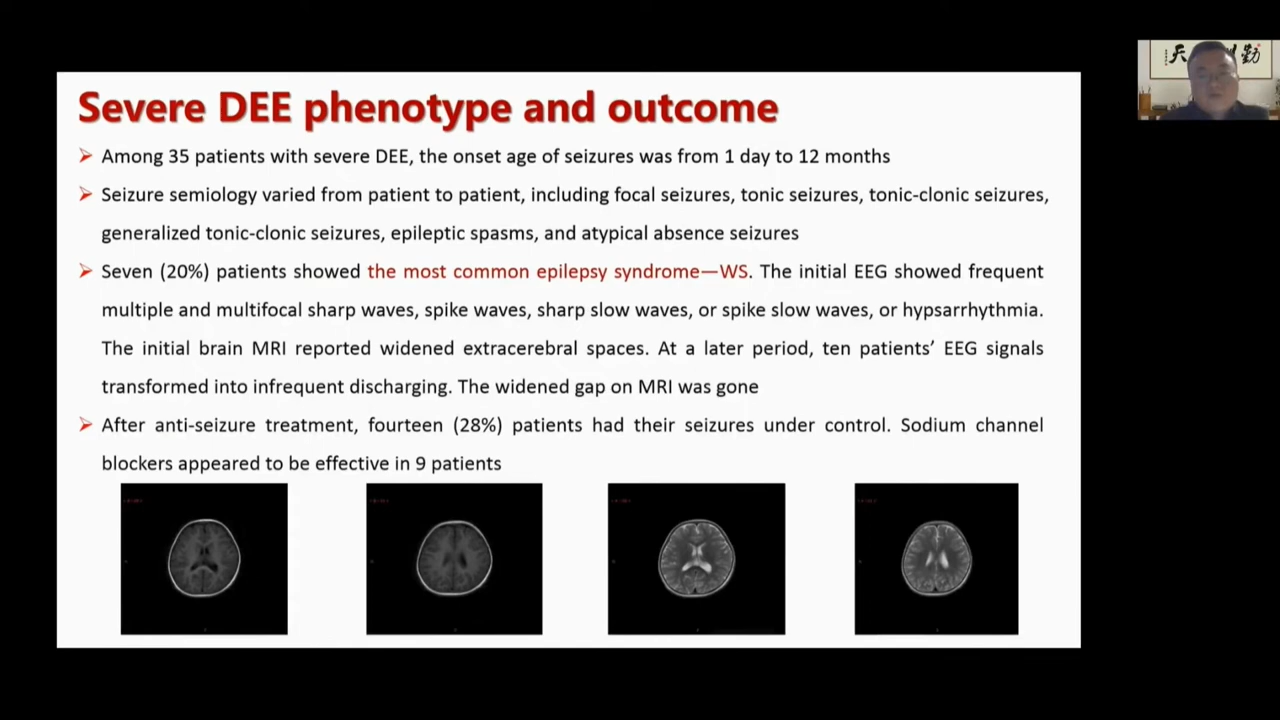 Severe DEE phenotype and outcome
Among 35 patients with severe DEE, the onset age of seizures was from 1 day to 12 months
Seizure semiology varied from patient to patient, including focal seizures, tonic seizures, tonic-clonic seizures,
generalized tonic-clonic seizures, epileptic spasms, and atypical absence seizures
Seven (20%) patients showed the most common epilepsy syndrome—WS. The initial EEG showed frequent
multiple and multifocal sharp waves, spike waves, sharp slow waves, or spike slow waves, or hypsarrhythmia.
The initial brain MRI reported widened extracerebral spaces. At a later period, ten patients’ EEG signals
transformed into infrequent discharging. The widened gap on MRI was gone
After anti-seizure treatment, fourteen (28%) patients had their seizures under control. Sodium channel
blockers appeared to be effective in 9 patients